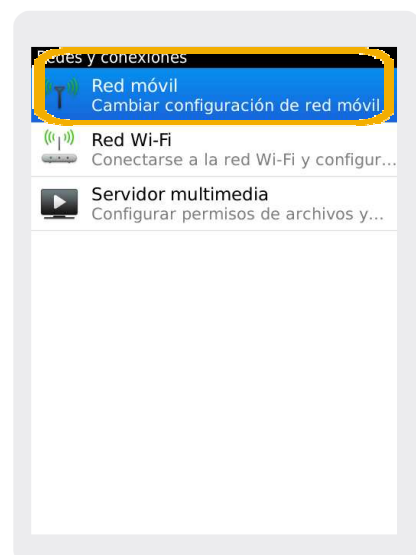 Redes y conexiones
Red móvil
Cambiar configuración de red móvil.
Red Wi-Fi
Conectarse a la red Wi-Fi y configur...
Servidor multimedia
Configurar permisos de archivos y...